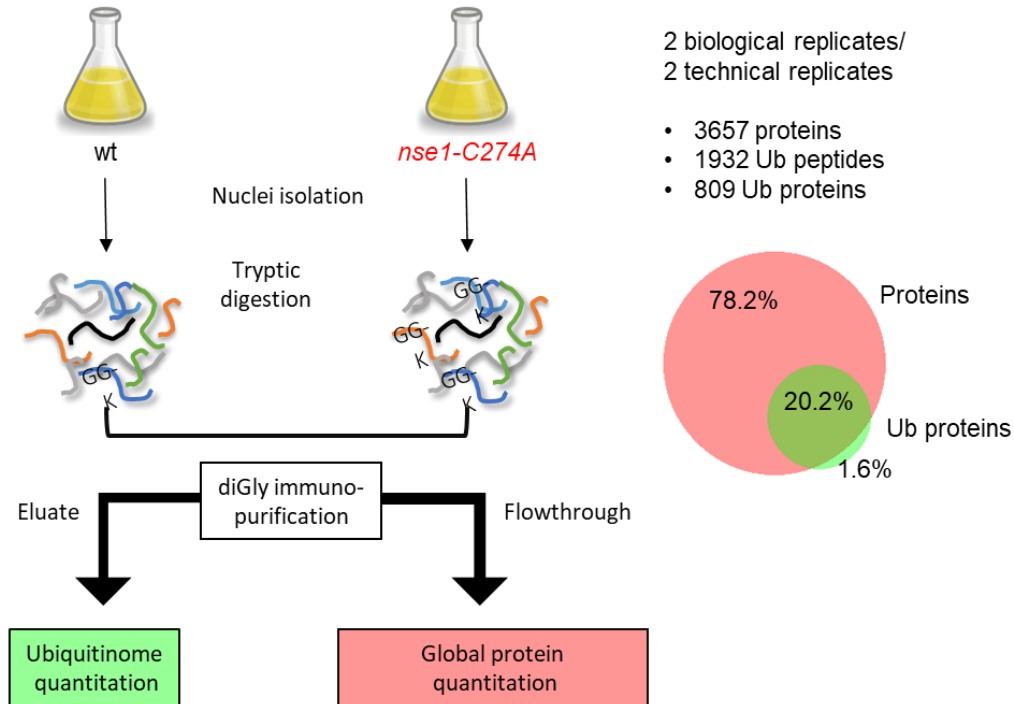 wt
nse1-C274A
Nuclei isolation
Tryptic
digestion
GG-
K
GG-
K
GG-
K
GG-
K
diGly immuno-
purification
Eluate
Flowthrough
Ubiquitinome
quantitation
Global protein
quantitation
2 biological replicates/
2 technical replicates
• 3657 proteins
• 1932 Ub peptides
• 809 Ub proteins
78.2%
Proteins
20.2%
Ub proteins
1.6%